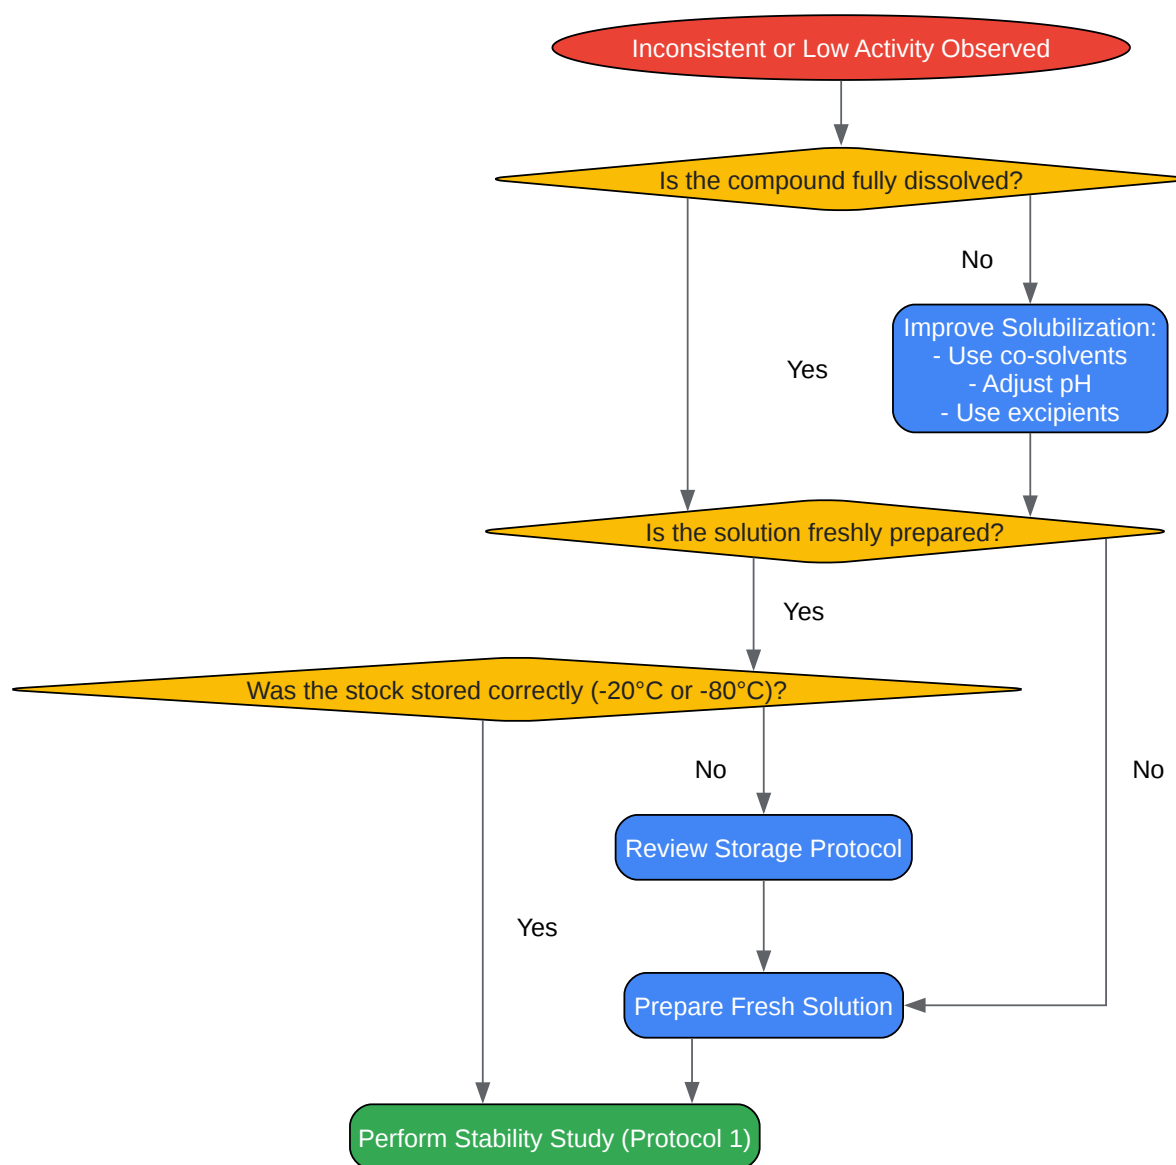 Inconsistent or Low Activity Observed
Is the compound fully dissolved?
No
Improve Solubilization:
- Use co-solvents
- Adjust pH
- Use excipients
Yes
Is the solution freshly prepared?
Yes
Was the stock stored correctly (-20°C or -80°C)?
No
No
Review Storage Protocol
Yes
Prepare Fresh Solution
Perform Stability Study (Protocol 1)